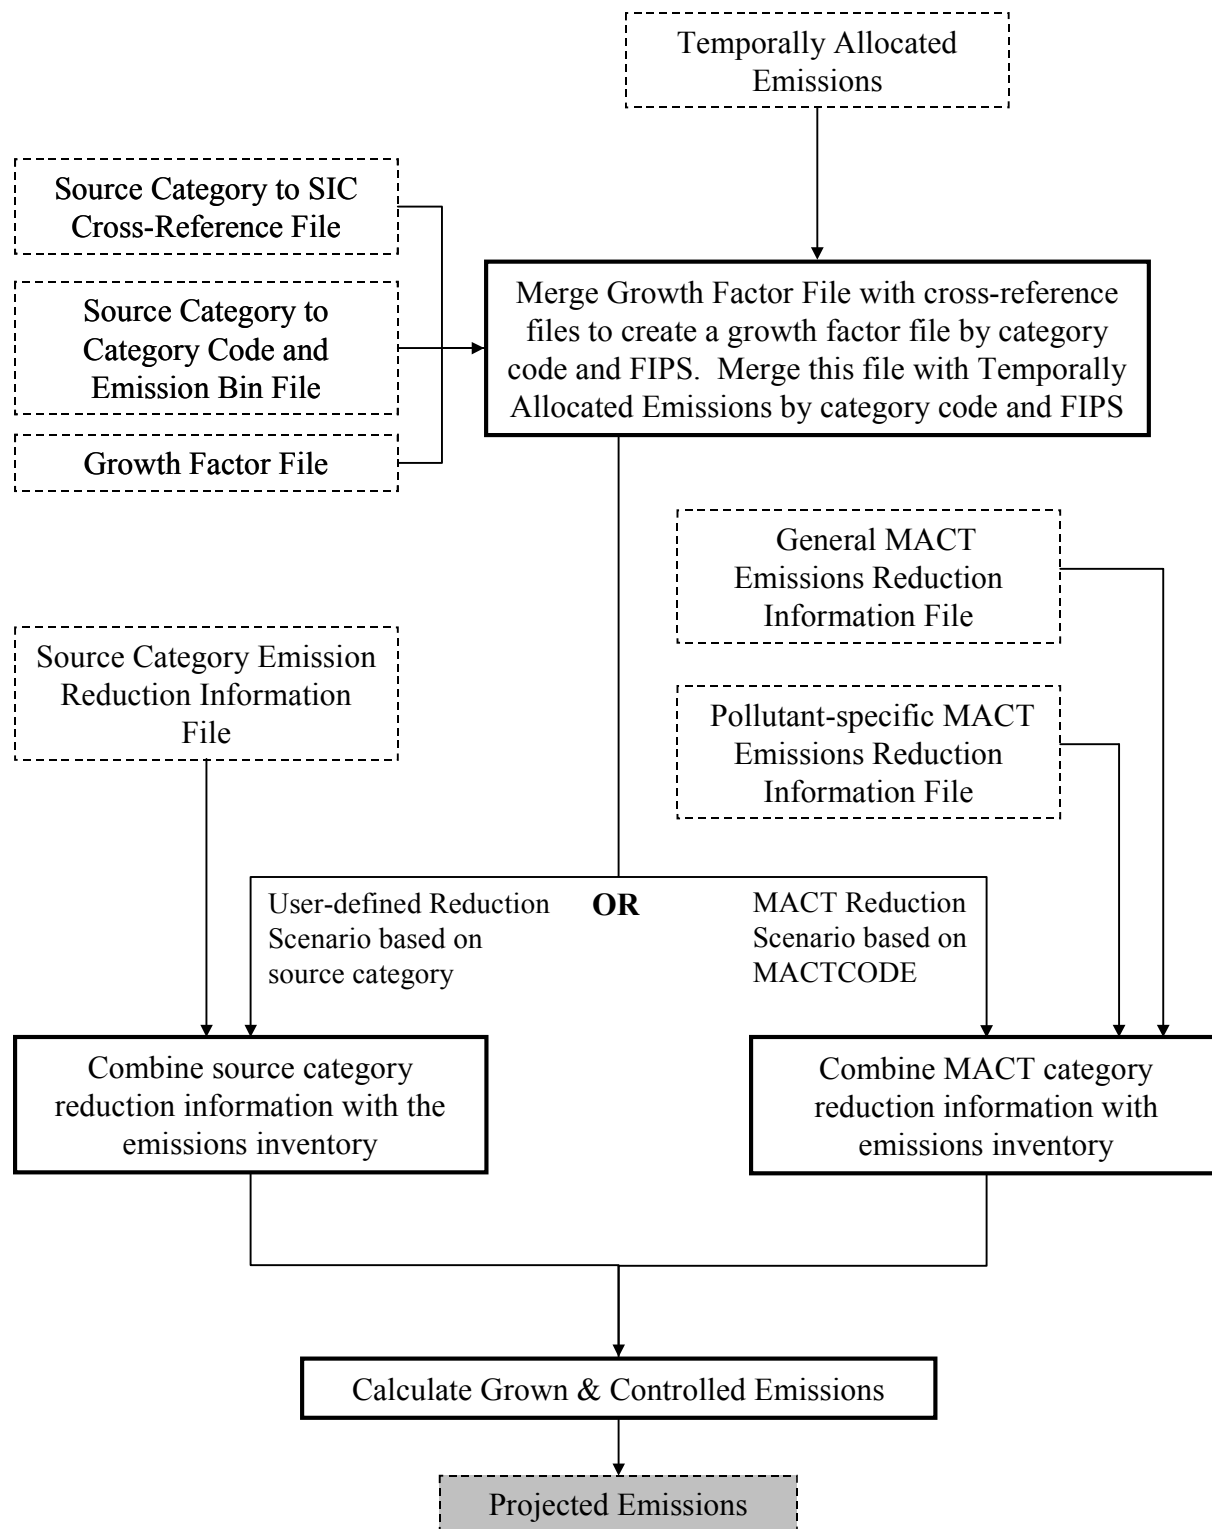 Temporally Allocated
Emissions
Source Category to SIC
Cross-Reference File
Source Category to
Category Code and
Emission Bin File
Growth Factor File
Merge Growth Factor File with cross-reference
files to create a growth factor file by category
code and FIPS.  Merge this file with Temporally
Allocated Emissions by category code and FIPS
General MACT
Emissions Reduction
Information File
Source Category Emission
Reduction Information
File
Pollutant-specific MACT
Emissions Reduction
Information File
User-defined Reduction
Scenario based on
source category
OR
MACT Reduction
Scenario based on
MACTCODE
Combine source category
reduction information with the
emissions inventory
Combine MACT category
reduction information with
emissions inventory
Calculate Grown & Controlled Emissions
Projected Emissions